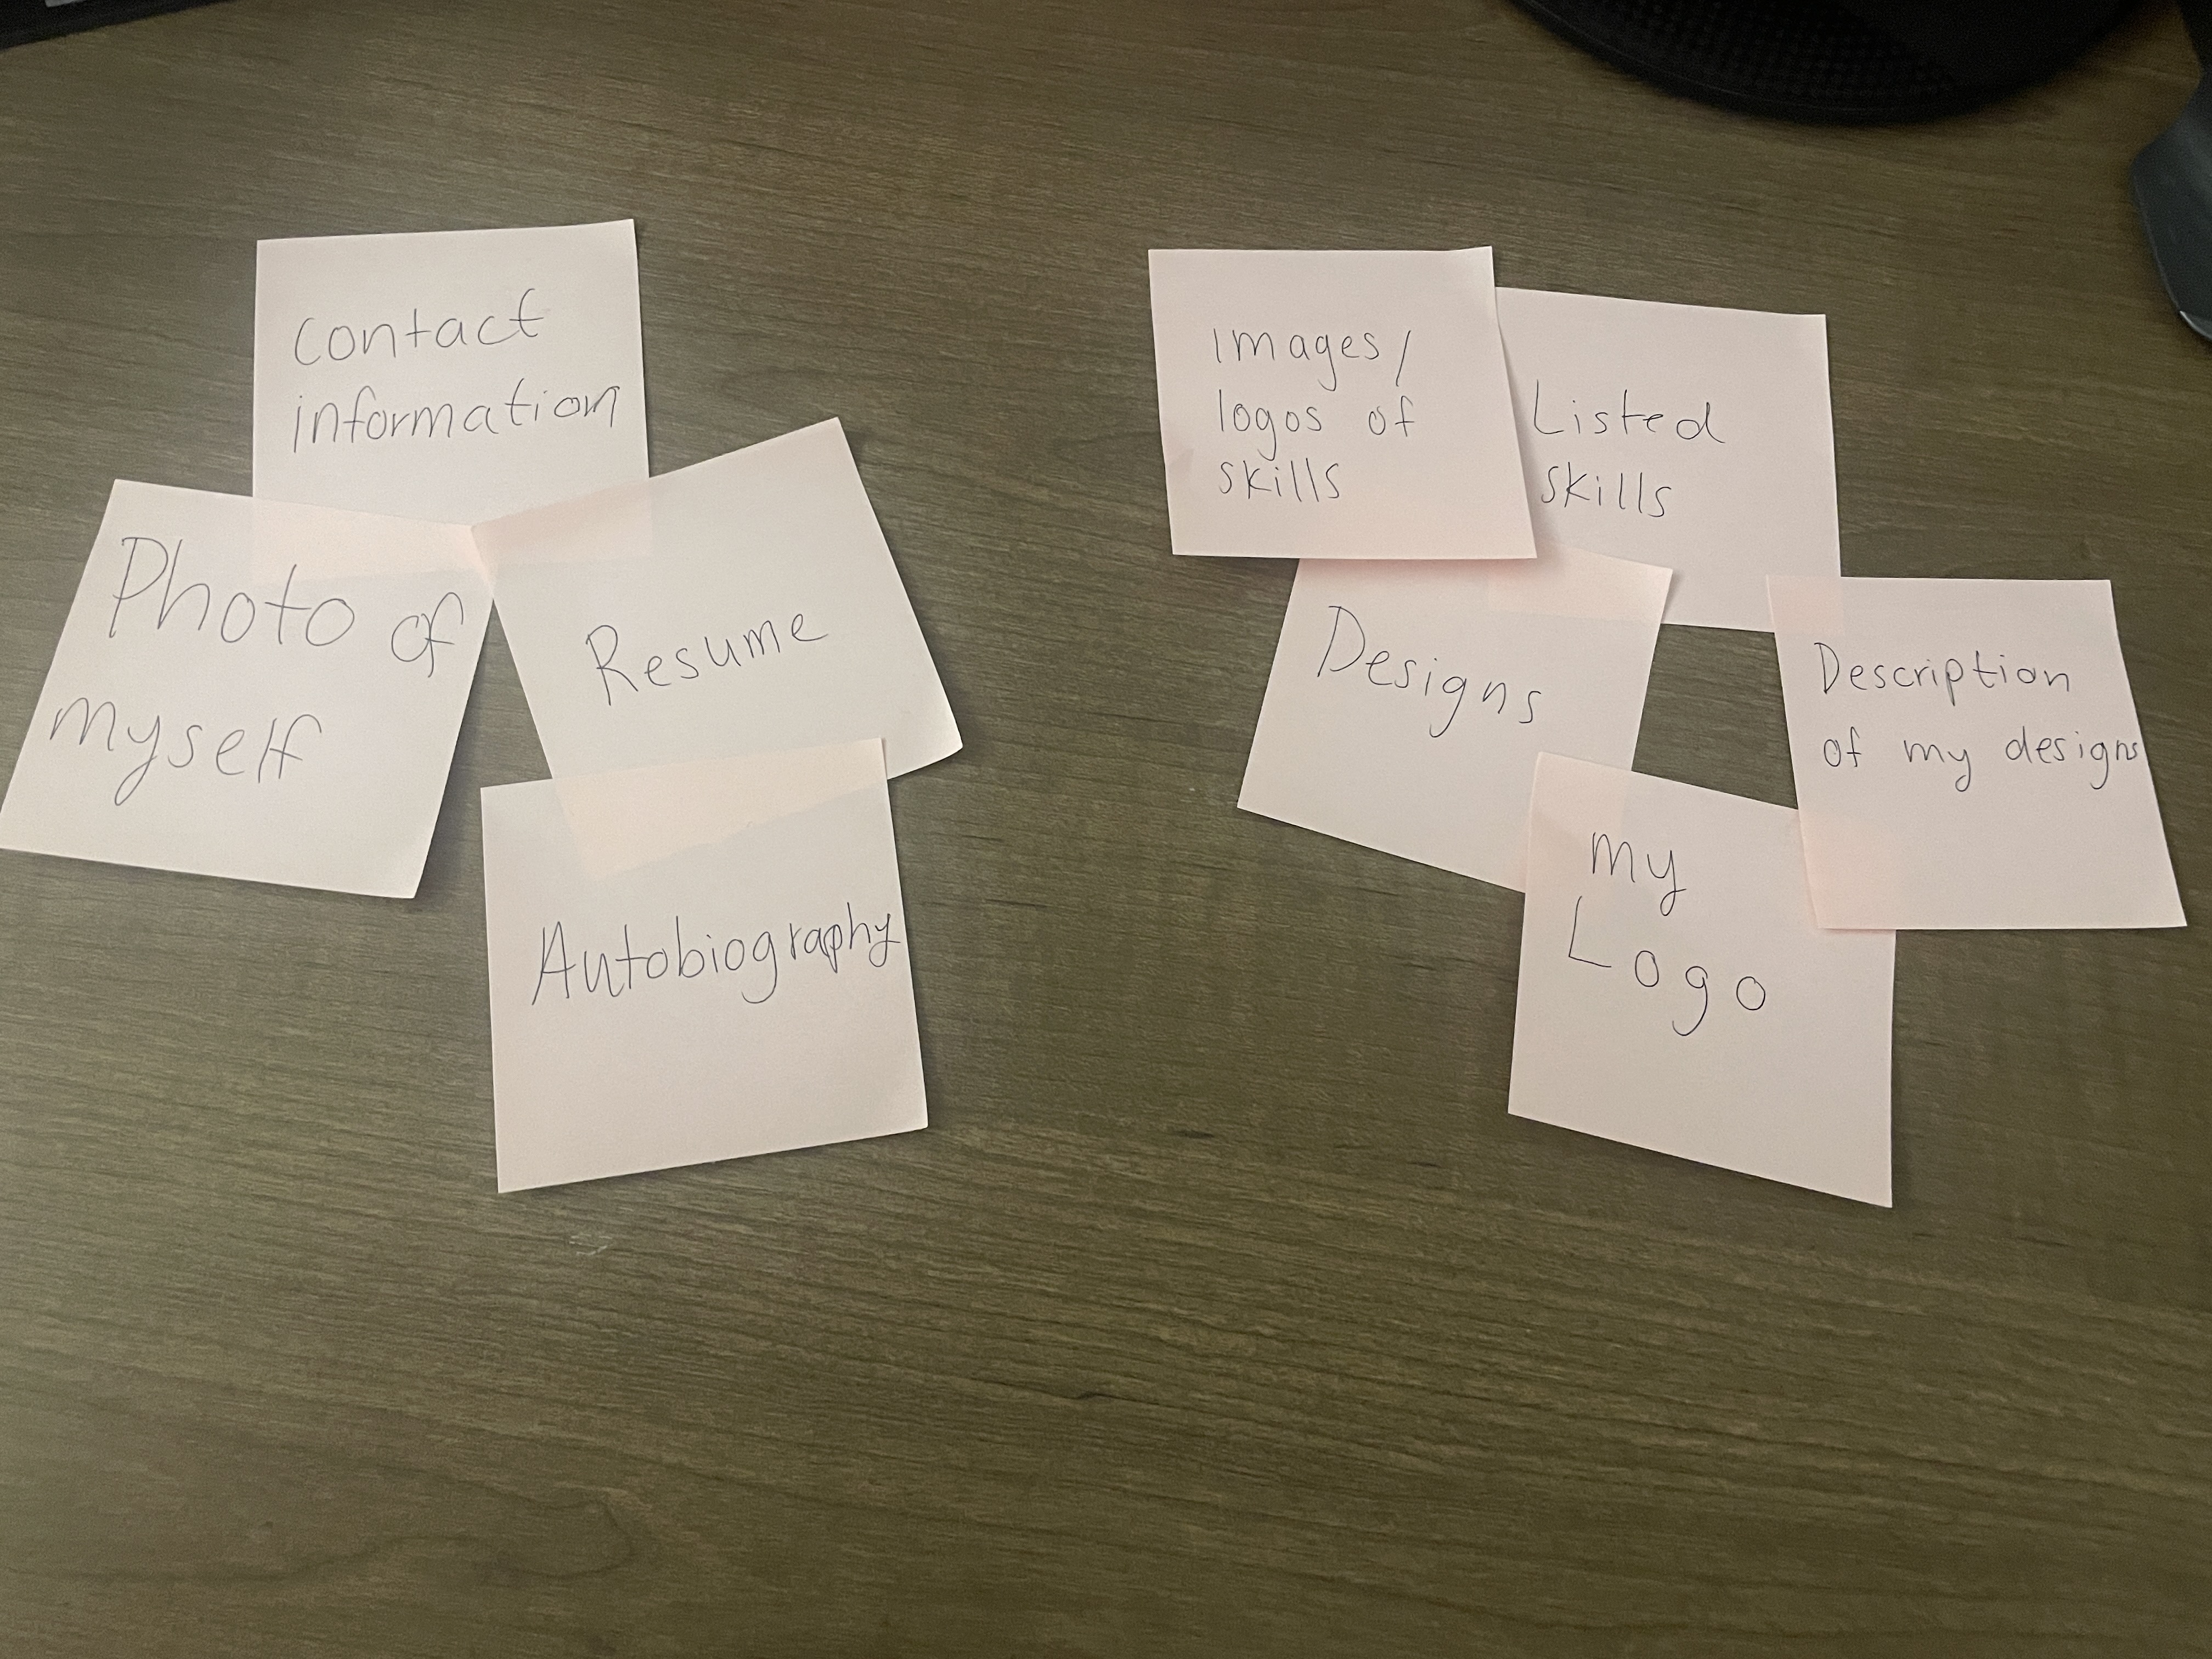 Contact
information
Photo of
myself
Resume
Autobiography
Images/
logos of
skills
Listed
skills
Designs
My
Logo
Description
of my designs